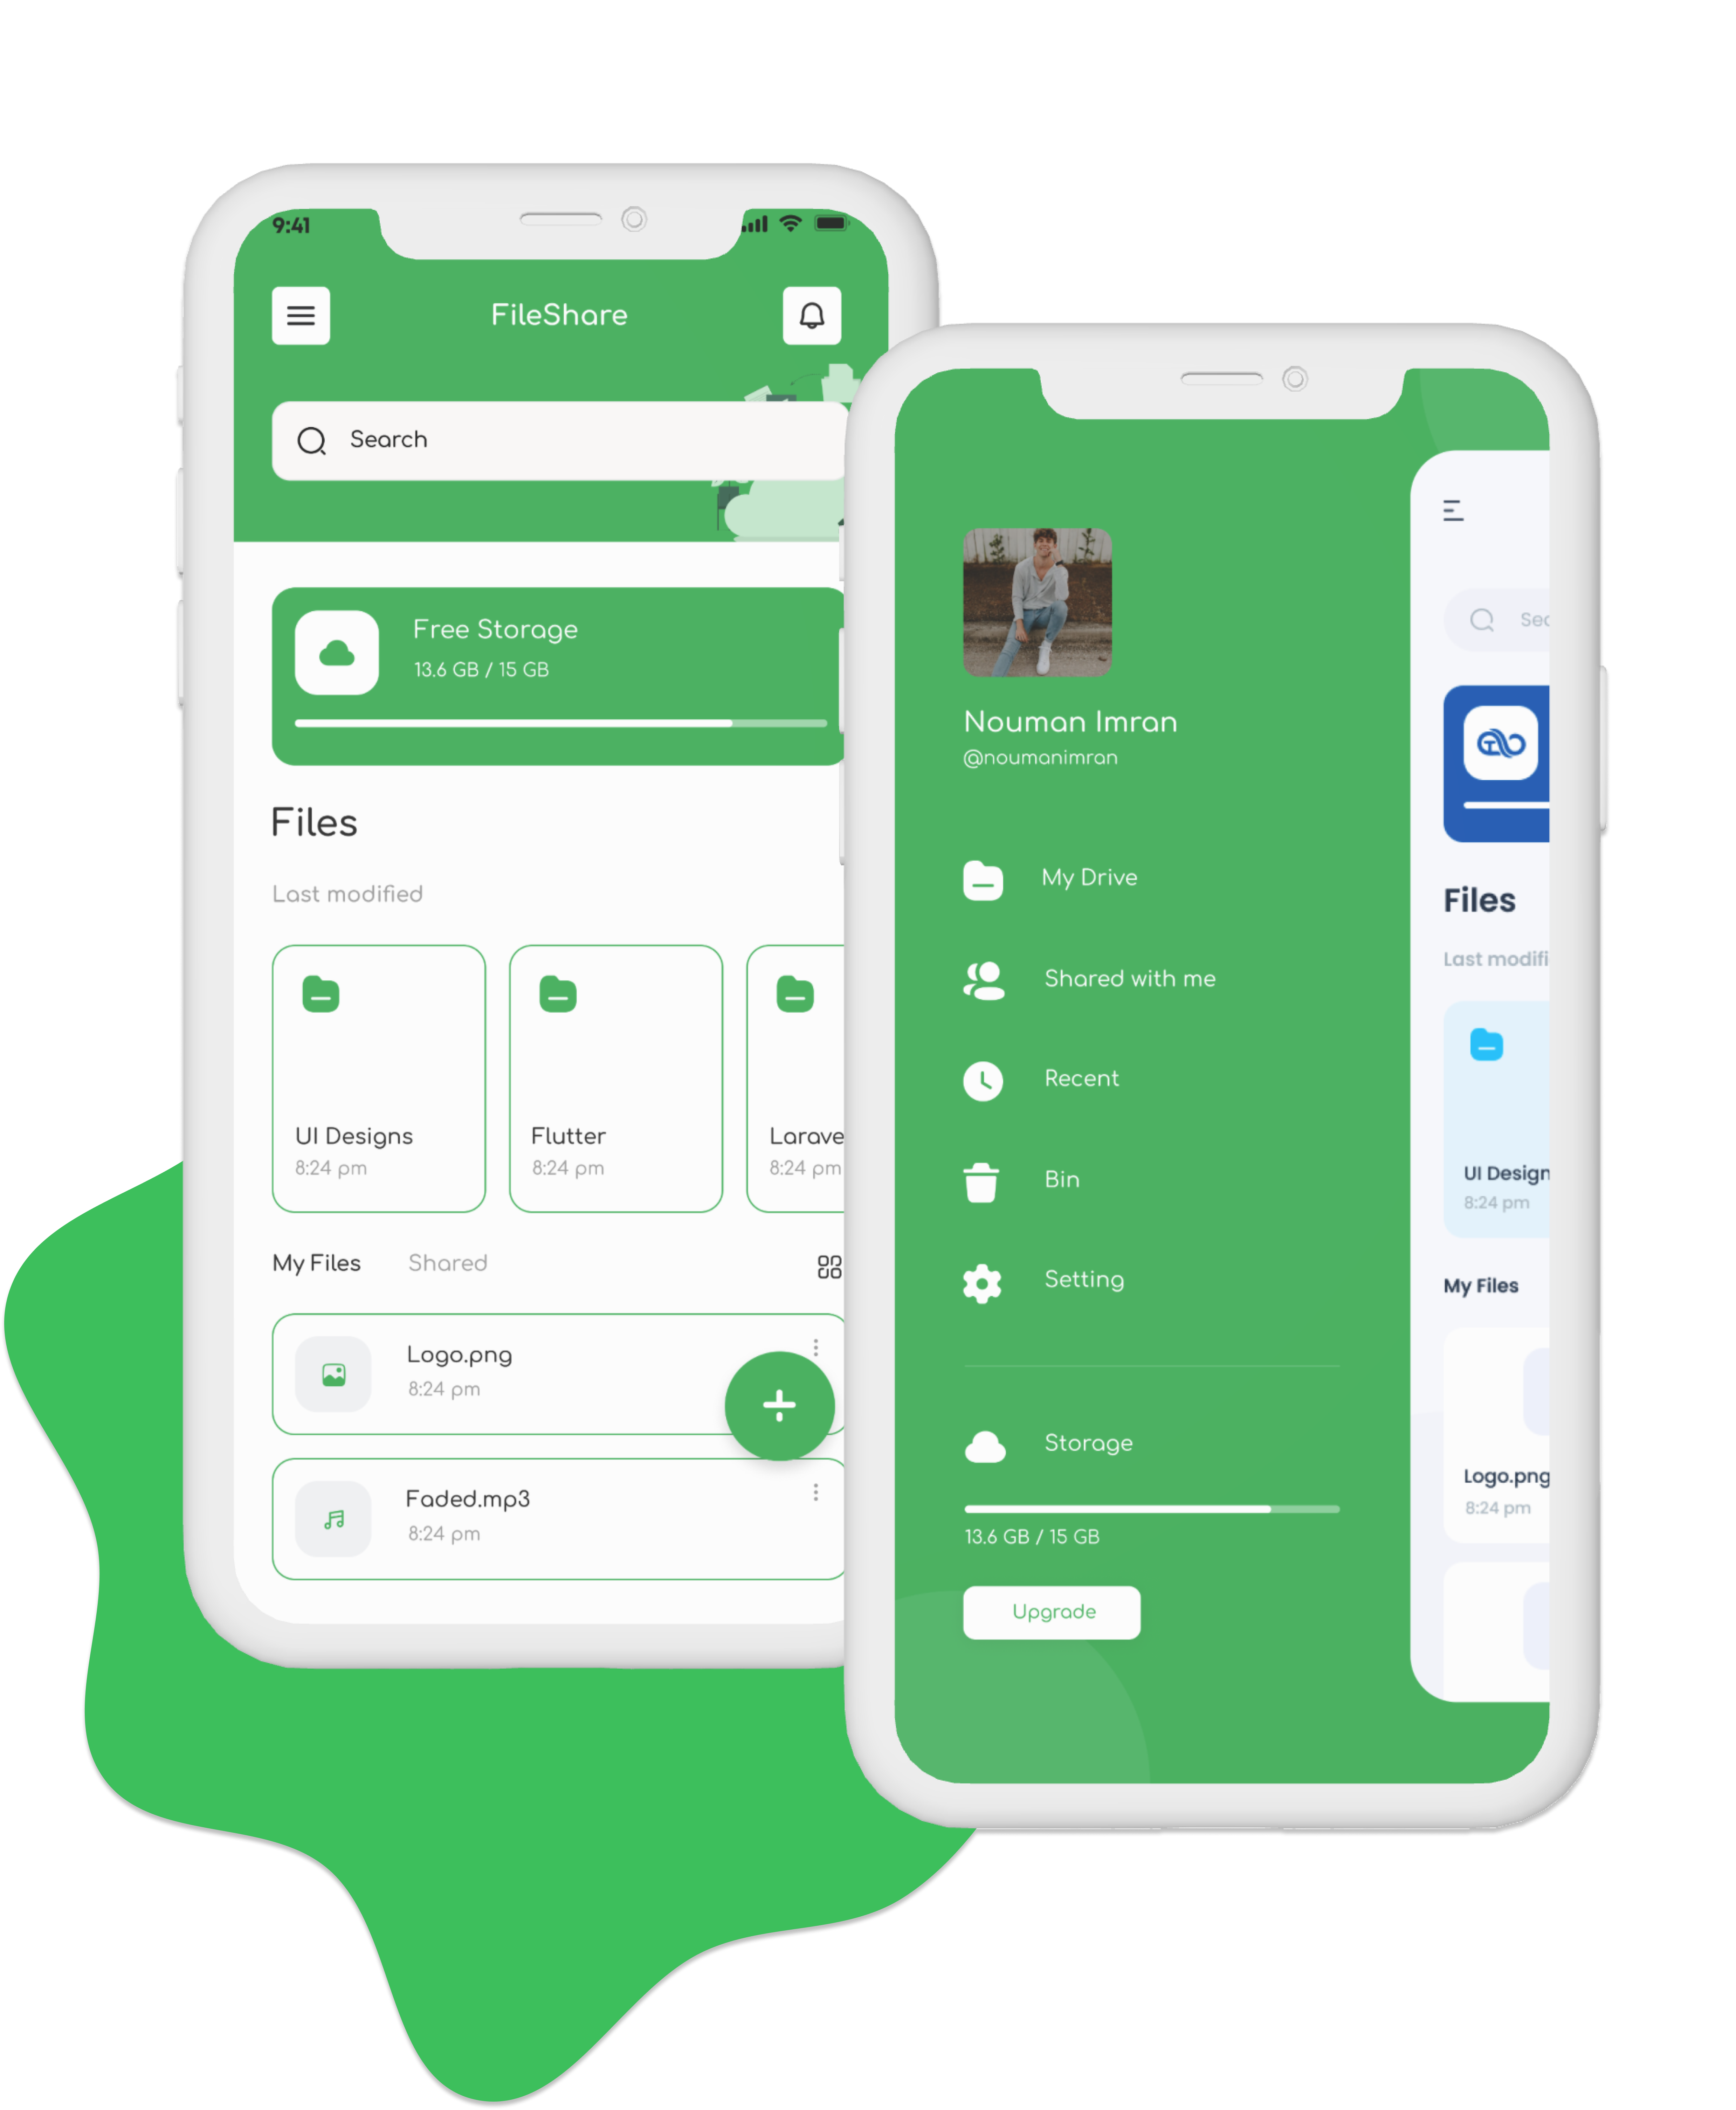 9:41
FileShare
Search
Free Storage
13.6 GB / 15 GB
Files
Last modified
UI Designs
8:24 pm
Flutter
8:24 pm
Larave
8:24 pm
My Files
Shared
Logo.png
8:24 pm
Faded.mp3
8:24 pm
Nouman Imran
@noumanimran
My Drive
Shared with me
Recent
Bin
Setting
Storage
13.6 GB / 15 GB
Upgrade
Sec
Files
Last modifi
UI Design
8:24 pm
My Files
Logo.png
8:24 pm